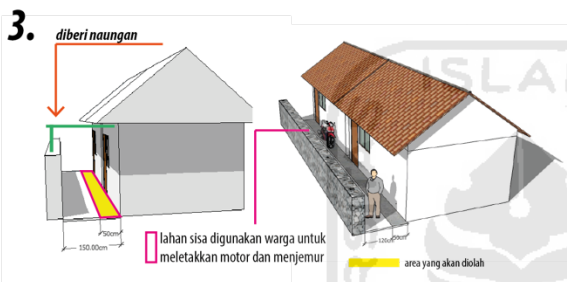 3.
diberi naungan
50cm
150.00cm
lahan sisa digunakan warga untuk
meletakkan motor dan menjemur
120cm
50cm
area yang akan diolah
ISLA